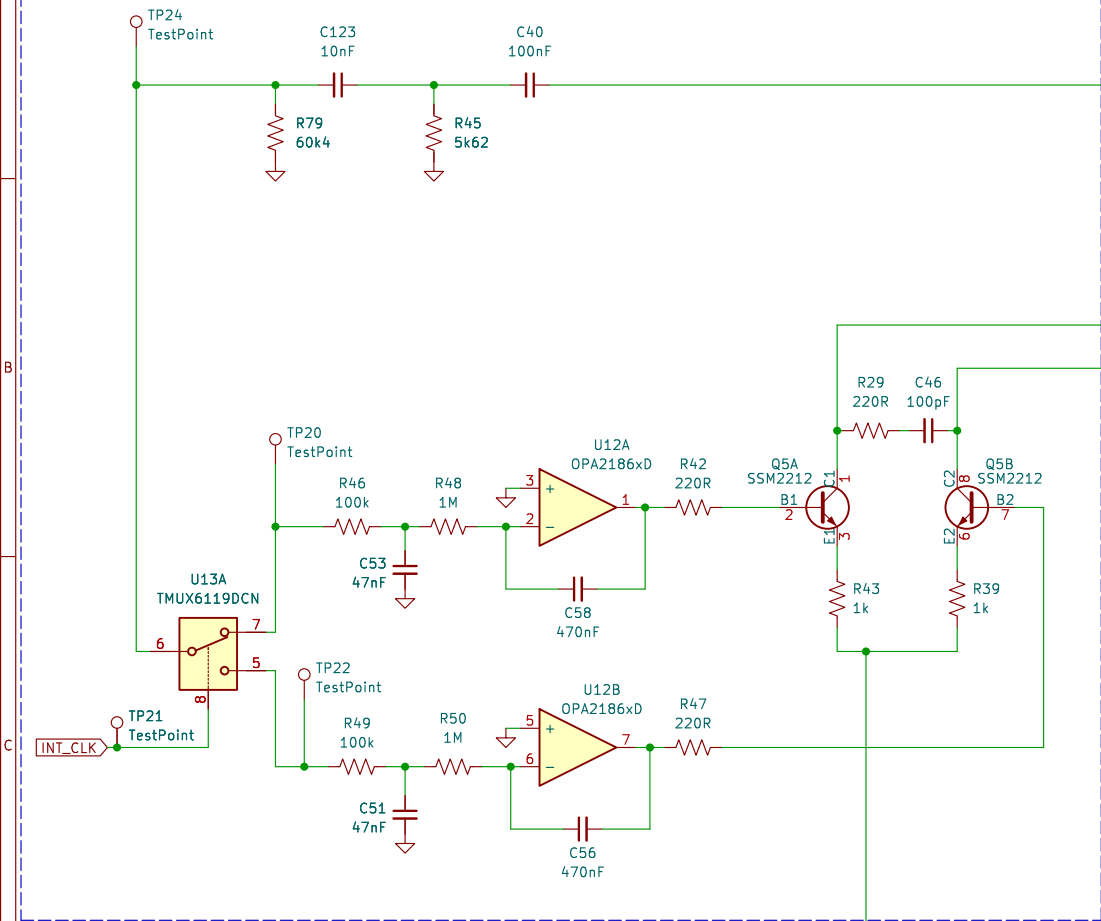 TP24
TestPoint
C123
10nF
C40
100nF
R79
60k4
R45
5k62
B
R29
220R
C46
100pF
TP20
TestPoint
U12A
OPA2186xD
R46
100k
R48
1M
3
+
2
−
1
R42
220R
Q5A
SSM2212
B1
2
C1
1
E1
3
Q5B
SSM2212
C2
8
B2
7
E2
6
C53
47nF
C58
470nF
R43
1k
R39
1k
U13A
TMUX6119DCN
6
7
5
8
TP22
TestPoint
TP21
TestPoint
INT_CLK
C
R49
100k
R50
1M
U12B
OPA2186xD
5
+
6
−
7
R47
220R
C51
47nF
C56
470nF